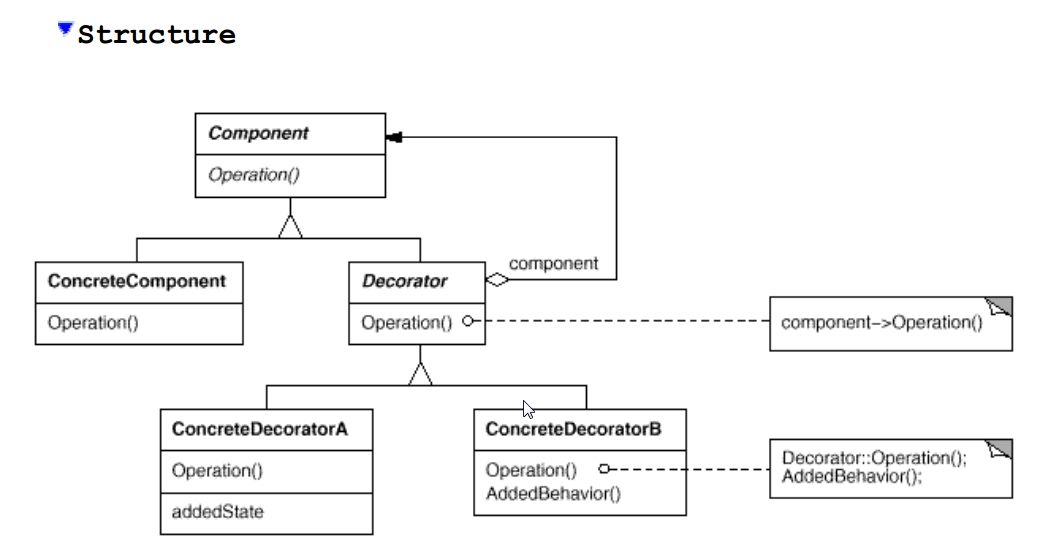 Structure
Component
Operation()
component
ConcreteComponent
Operation()
Decorator
Operation()
component->Operation()
ConcreteDecoratorA
Operation()
addedState
ConcreteDecoratorB
Operation()
AddedBehavior()
Decorator::Operation();
AddedBehavior();